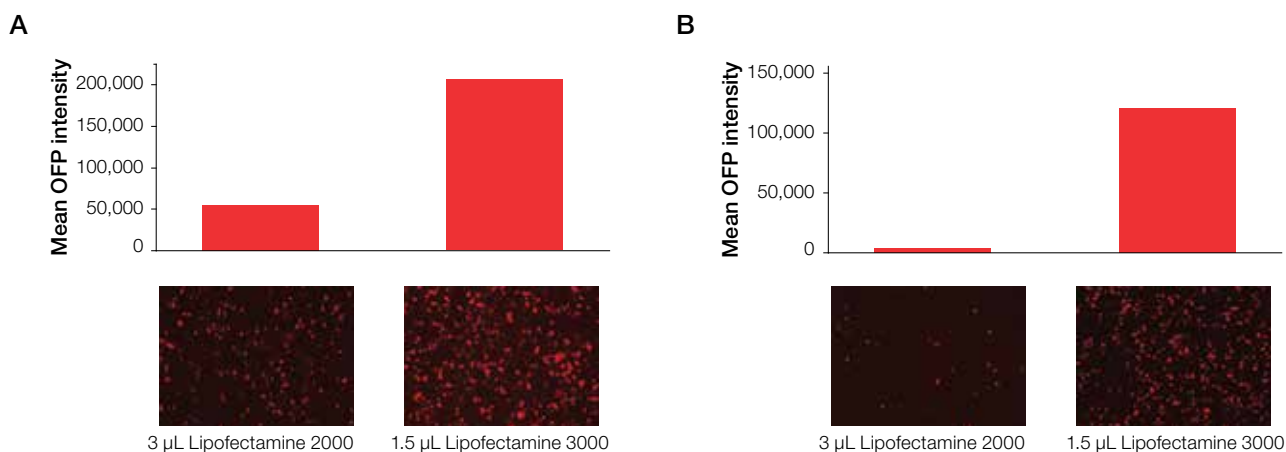 A
Mean OFP intensity
200,000
150,000
100,000
50,000
0
3 µL Lipofectamine 2000
1.5 µL Lipofectamine 3000
B
Mean OFP intensity
150,000
100,000
50,000
0
3 µL Lipofectamine 2000
1.5 µL Lipofectamine 3000